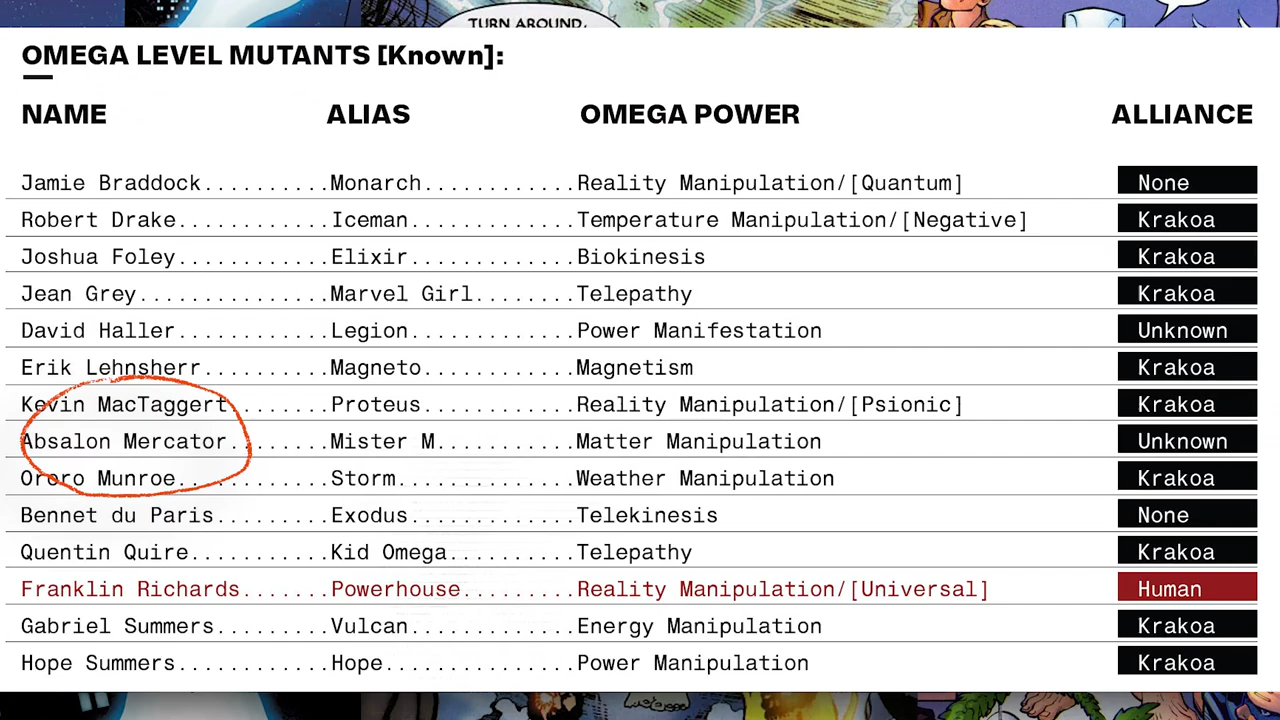 TURN AROUND,
OMEGA LEVEL MUTANTS [Known]:
NAME ALIAS OMEGA POWER ALLIANCE
Jamie Braddock..........Monarch............Reality Manipulation/[Quantum] None
Robert Drake............Iceman.............Temperature Manipulation/[Negative] Krakoa
Joshua Foley............Elixir.............Biokinesis Krakoa
Jean Grey...............Marvel Girl........Telepathy Krakoa
David Haller............Legion.............Power Manifestation Unknown
Erik Lehnsherr..........Magneto............Magnetism Krakoa
Kevin MacTaggert........Proteus............Reality Manipulation/[Psionic] Krakoa
Absalon Mercator........Mister M...........Matter Manipulation Unknown
Ororo Munroe............Storm..............Weather Manipulation Krakoa
Bennet du Paris.........Exodus.............Telekinesis None
Quentin Quire...........Kid Omega..........Telepathy Krakoa
Franklin Richards.......Powerhouse.........Reality Manipulation/[Universal] Human
Gabriel Summers.........Vulcan.............Energy Manipulation Krakoa
Hope Summers............Hope...............Power Manipulation Krakoa